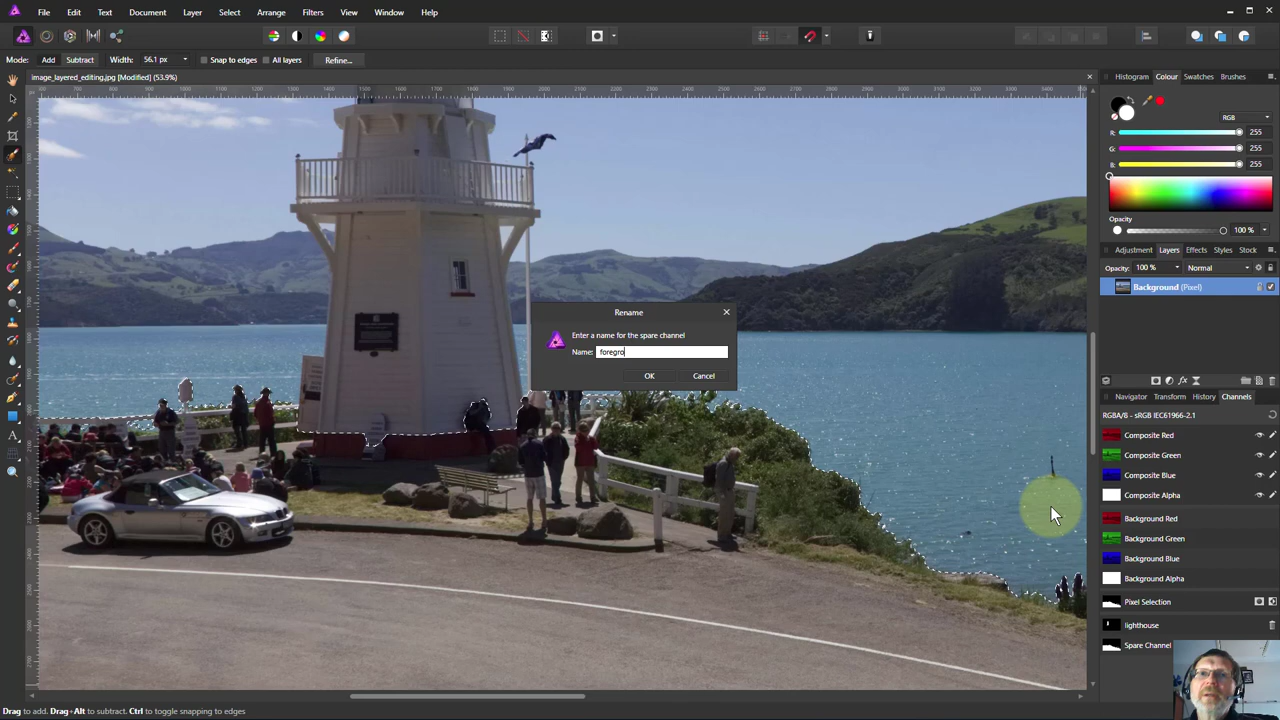 File Edit Text Document Layer Select Arrange Filters View Window Help
Mode: Add Subtract Width: 56.1 px Snap to edges All layers Refine...
image_layered_editing.jpg [Modified] (53.9%)
Histogram Colour Swatches Brushes
RGB
R: 255
G: 255
B: 255
Opacity
100 %
Adjustment Layers Effects Styles Stock
Opacity: 100 % Normal
Background (Pixel)
Rename
Enter a name for the spare channel
Name: foregro
OK Cancel
Navigator Transform History Channels
RGBA/8 - sRGB IEC61966-2.1
Composite Red
Composite Green
Composite Blue
Composite Alpha
Background Red
Background Green
Background Blue
Background Alpha
Pixel Selection
lighthouse
Spare Channel
Drag to add. Drag+Alt to subtract. Ctrl to toggle snapping to edges